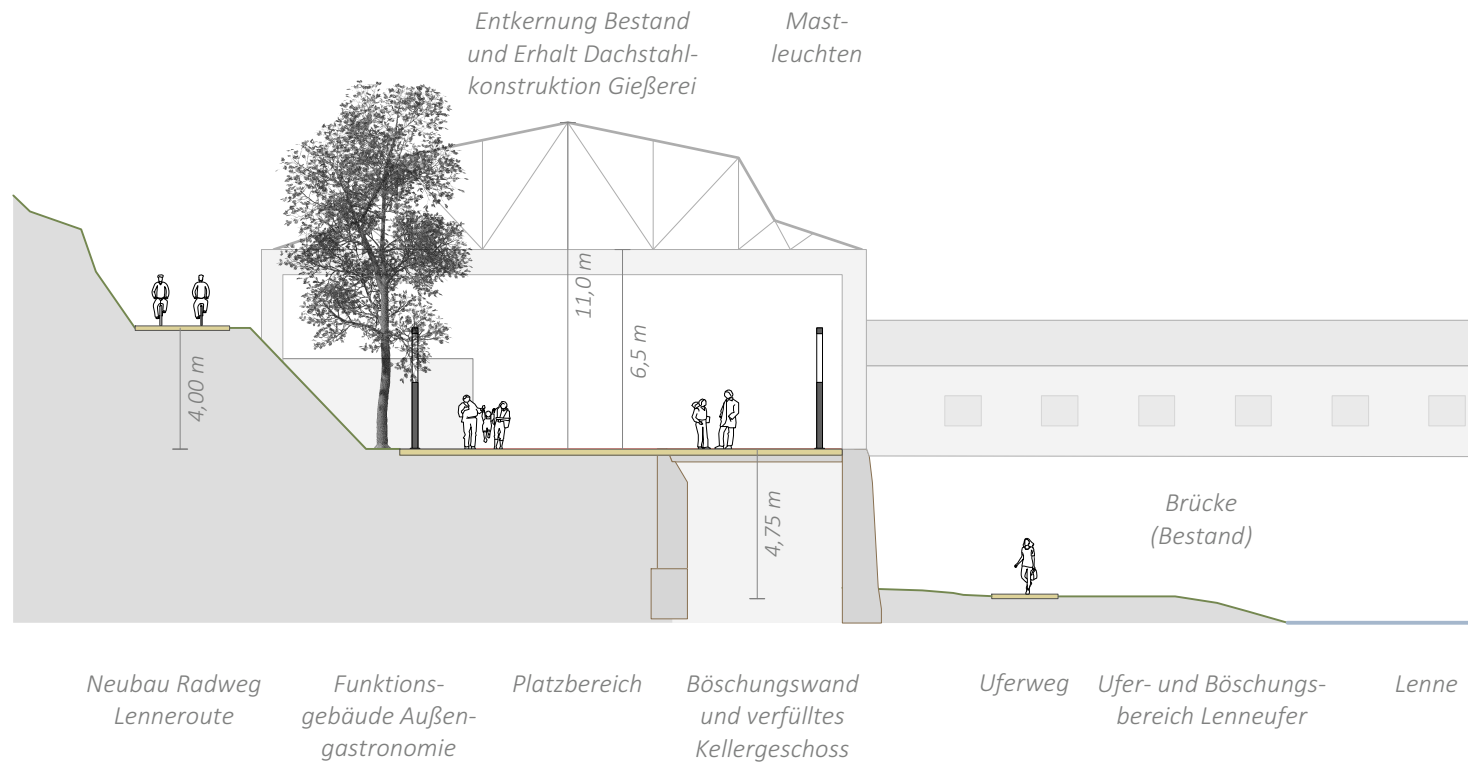 Entkernung Bestand
und Erhalt Dachstahl-
konstruktion Gießerei
Mast-
leuchten
11,0 m
6,5 m
4,00 m
4,75 m
Brücke
(Bestand)
Neubau Radweg
Lenneroute
Funktions-
gebäude Außen-
gastronomie
Platzbereich
Böschungswand
und verfülltes
Kellergeschoss
Uferweg
Ufer- und Böschungs-
bereich Lenneufer
Lenne